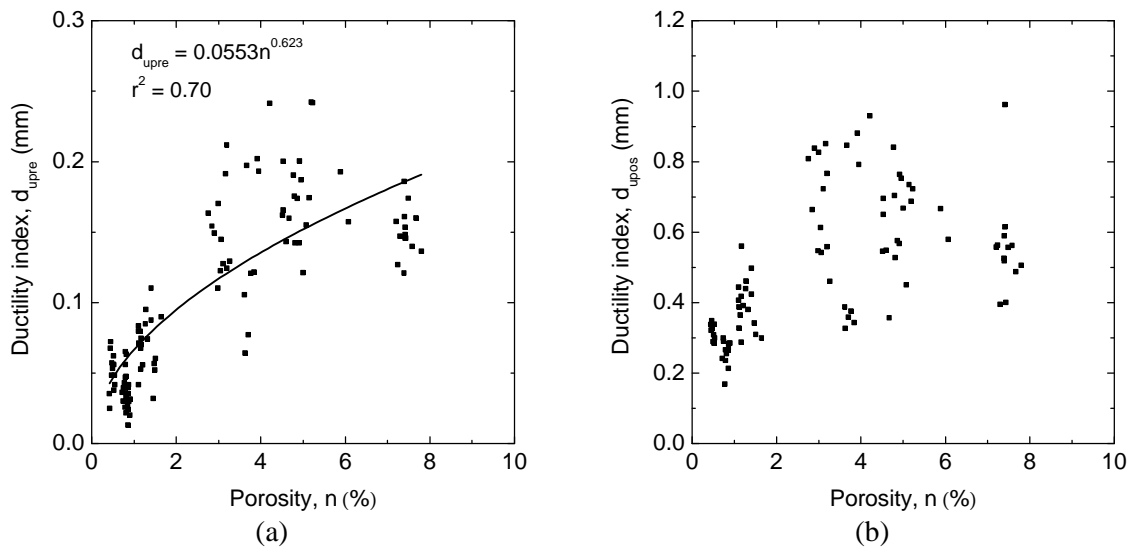 0.3
d_upre = 0.0553n^0.623
r^2 = 0.70
0.2
0.1
0.0
Ductility index, d_upre (mm)
0 2 4 6 8 10
Porosity, n (%)
(a)
1.2
1.0
0.8
0.6
0.4
0.2
0.0
Ductility index, d_upos (mm)
0 2 4 6 8 10
Porosity, n (%)
(b)